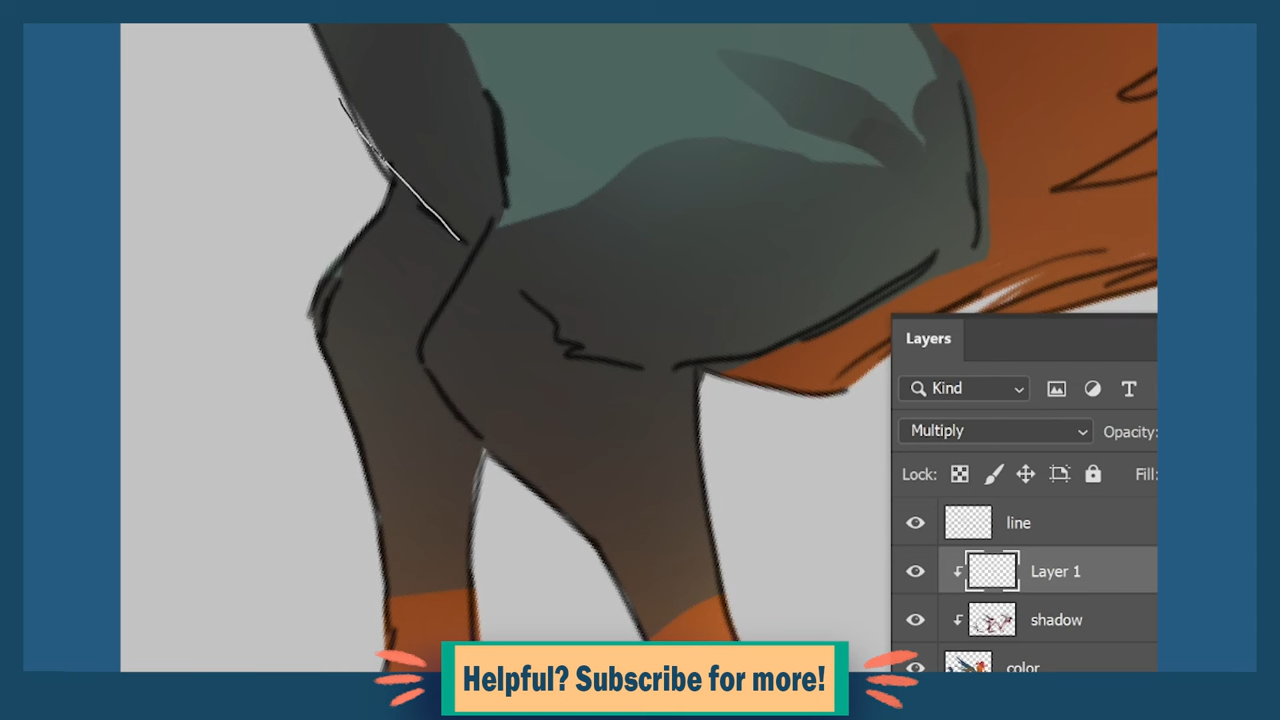 Layers
Kind
Multiply
Opacity:
Lock:
Fill:
line
Layer 1
shadow
color
Helpful? Subscribe for more!